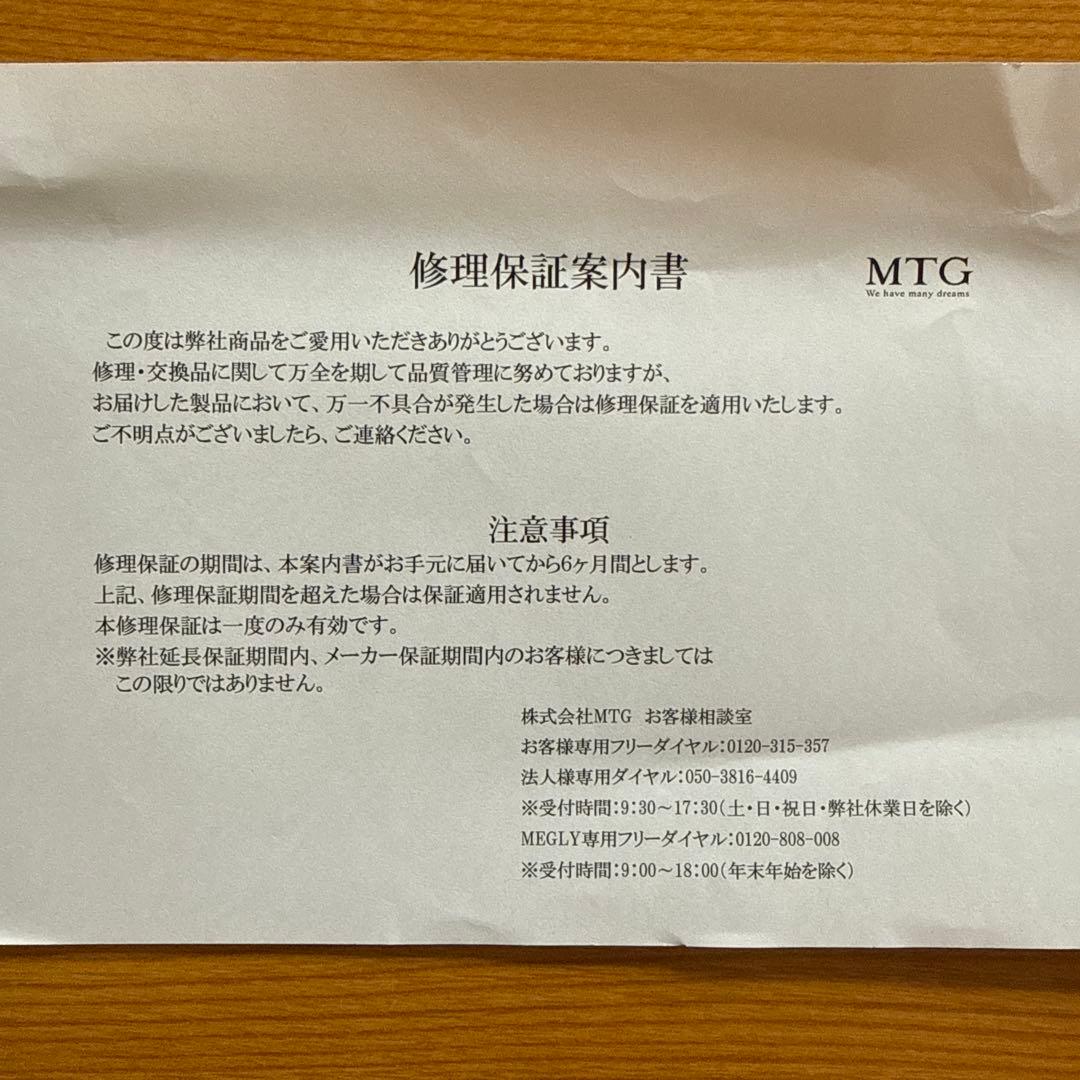 修理保証案内書
MTG
We have many dreams
この度は弊社商品をご愛用いただきありがとうございます。
修理・交換品に関して万全を期して品質管理に努めておりますが、
お届けした製品において、万一不具合が発生した場合は修理保証を適用いたします。
ご不明点がございましたら、ご連絡ください。
注意事項
修理保証の期間は、本案内書がお手元に届いてから6ヶ月間とします。
上記、修理保証期間を超えた場合は保証適用されません。
本修理保証は一度のみ有効です。
※弊社延長保証期間内、メーカー保証期間内のお客様につきましては
この限りではありません。
株式会社MTG　お客様相談室
お客様専用フリーダイヤル：0120-315-357
法人様専用ダイヤル：050-3816-4409
※受付時間：9：30～17：30（土・日・祝日・弊社休業日を除く）
MEGLY専用フリーダイヤル：0120-808-008
※受付時間：9：00～18：00（年末年始を除く）